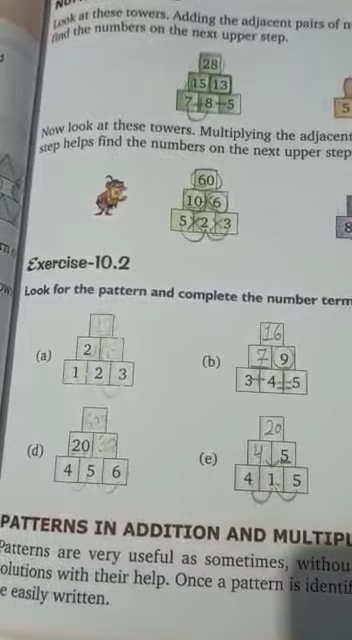 Look at these towers. Adding the adjacent pairs of
find the numbers on the next upper step.
28
15 13
7+8+5
5
Now look at these towers. Multiplying the adjacent
step helps find the numbers on the next upper step
60
10×6
5×2×3
8
Exercise-10.2
Look for the pattern and complete the number
(a)
2
1 2 3
(b)
16
7 9
3+4+5
(d)
20
4 5 6
(e)
20
4 5
4 1 5
PATTERNS IN ADDITION AND
Patterns are very useful as sometimes,
with their help. Once a pattern is
easily written.